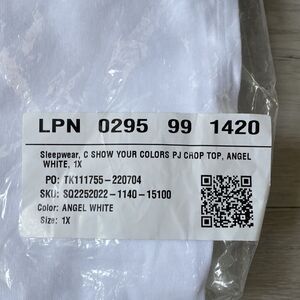 LPN 0295 99 1420
Sleepwear, C SHOW YOUR COLORS PJ CROP TOP, ANGEL
WHITE, 1X
PO: TK111755-220704
SKU: SQ2252022-1140-15100
Color: ANGEL WHITE
Size: 1X